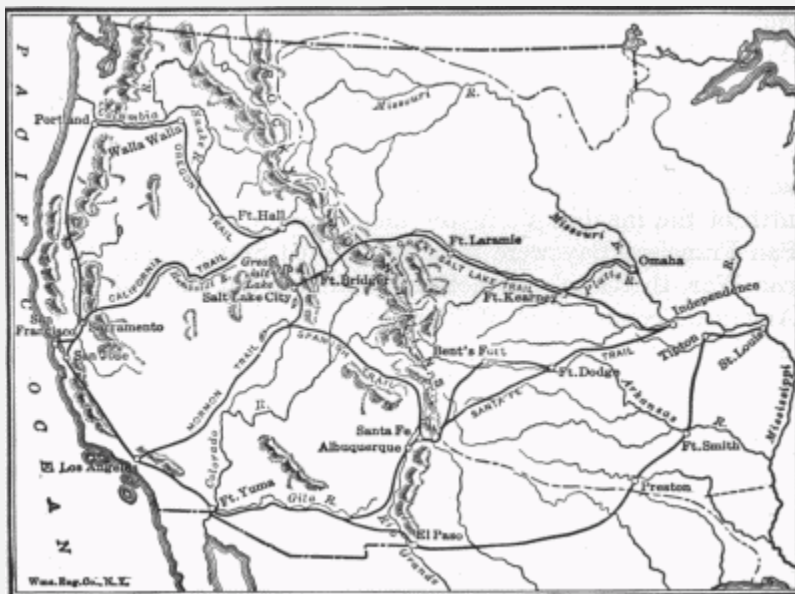 PACIFIC
OCEAN
ROCKY
Missouri
R.
Portland
Columbia
R.
Snake R.
Walla Walla
OREGON
TRAIL
Ft. Hall
Ft. Laramie
Missouri
R.
GREAT SALT LAKE TRAIL
Omaha
CALIFORNIA
TRAIL
Humboldt R.
Great
Salt
Lake
Ft. Bridger
Platte
R.
Salt Lake City
Ft. Kearney
Independence
San
Francisco
Sacramento
Tipton
St. Louis
San Jose
MORMON
TRAIL
SPANISH
TRAIL
Bent's Fort
Ft. Dodge
TRAIL
SANTA FE
Arkansas
R.
Mississippi
R.
Santa Fe
Albuquerque
Ft. Smith
Colorado
R.
Los Angeles
Ft. Yuma
Gila R.
Preston
El Paso
Rio
Grande